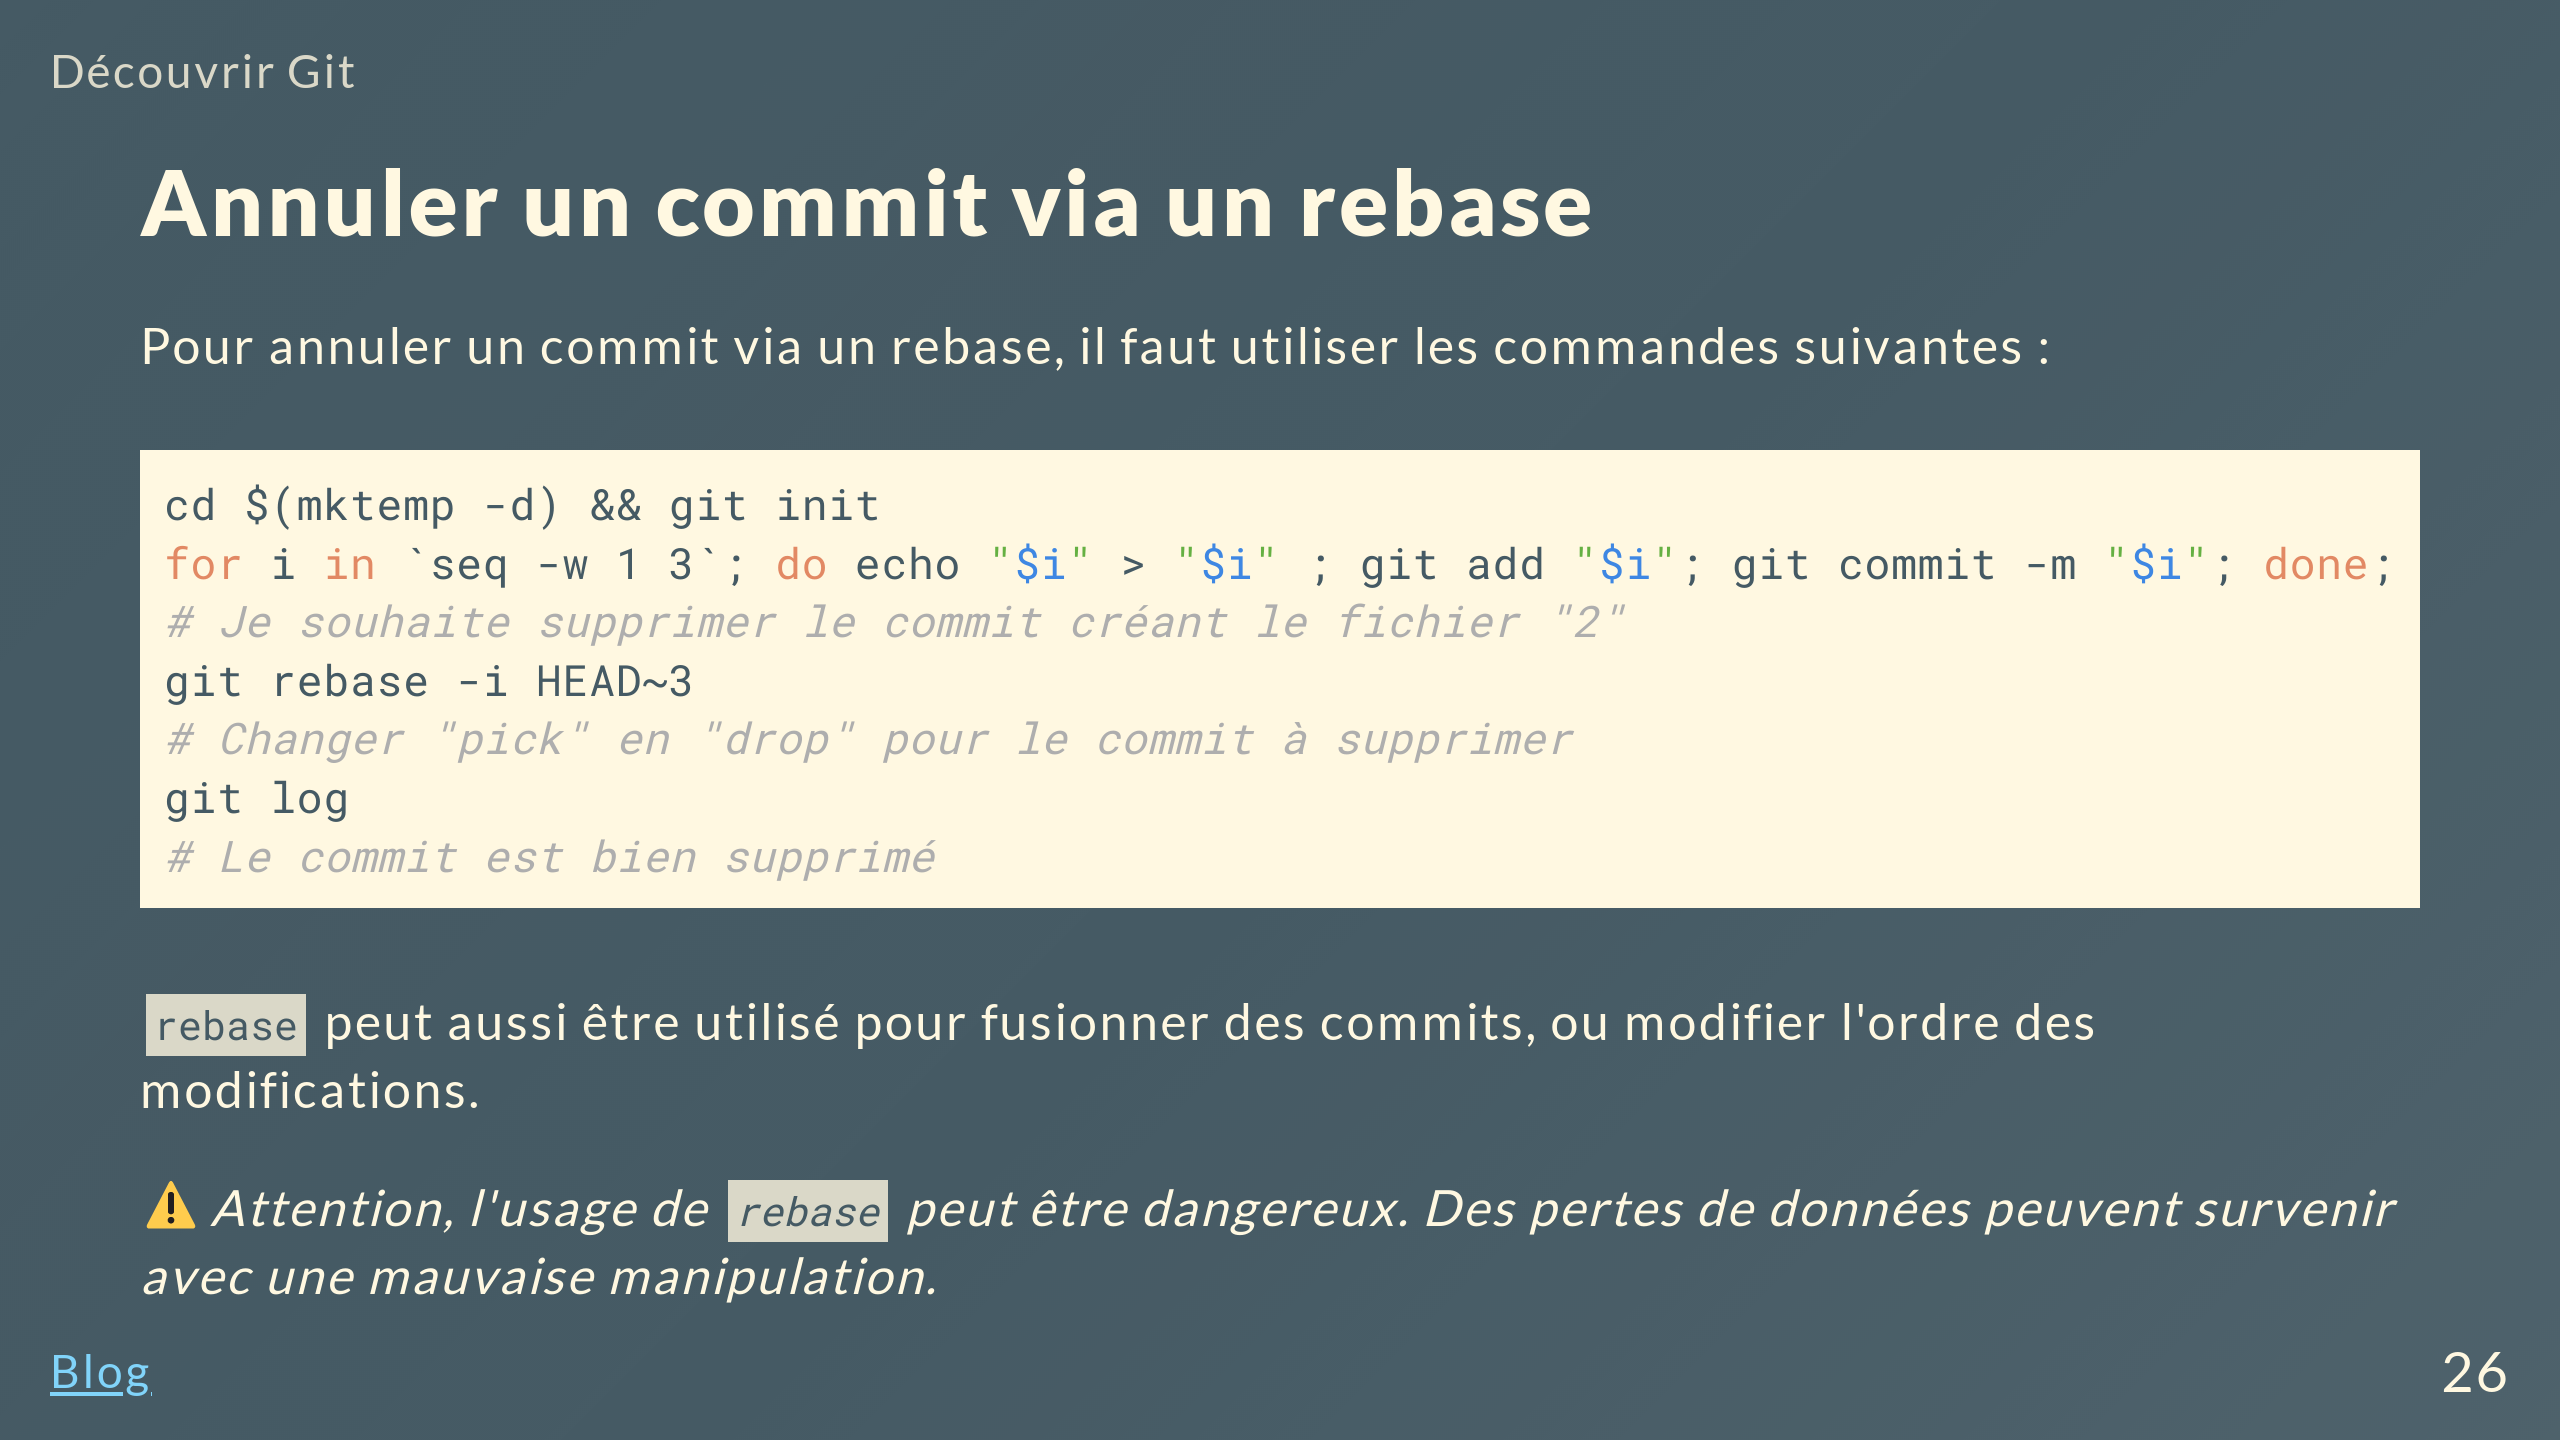 Découvrir Git
Annuler un commit via un rebase
Pour annuler un commit via un rebase, il faut utiliser les commandes suivantes :
cd $(mktemp -d) && git init
for i in `seq -w 1 3`; do echo "$i" > "$i" ; git add "$i"; git commit -m "$i"; done;
# Je souhaite supprimer le commit créant le fichier "2"
git rebase -i HEAD~3
# Changer "pick" en "drop" pour le commit à supprimer
git log
# Le commit est bien supprimé
rebase peut aussi être utilisé pour fusionner des commits, ou modifier l'ordre des
modifications.
⚠️ Attention, l'usage de rebase peut être dangereux. Des pertes de données peuvent survenir
avec une mauvaise manipulation.
Blog
26